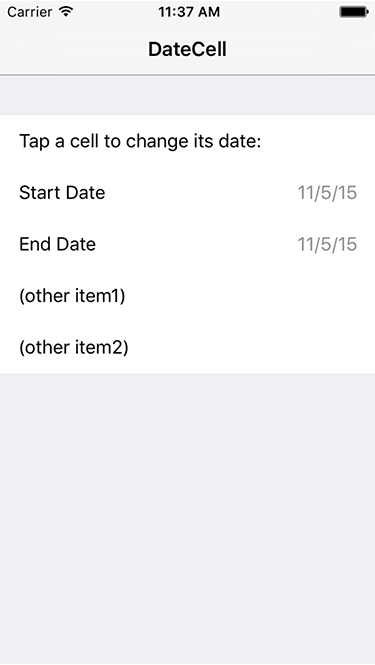 Carrier 11:37 AM
DateCell
Tap a cell to change its date:
Start Date 11/5/15
End Date 11/5/15
(other item1)
(other item2)